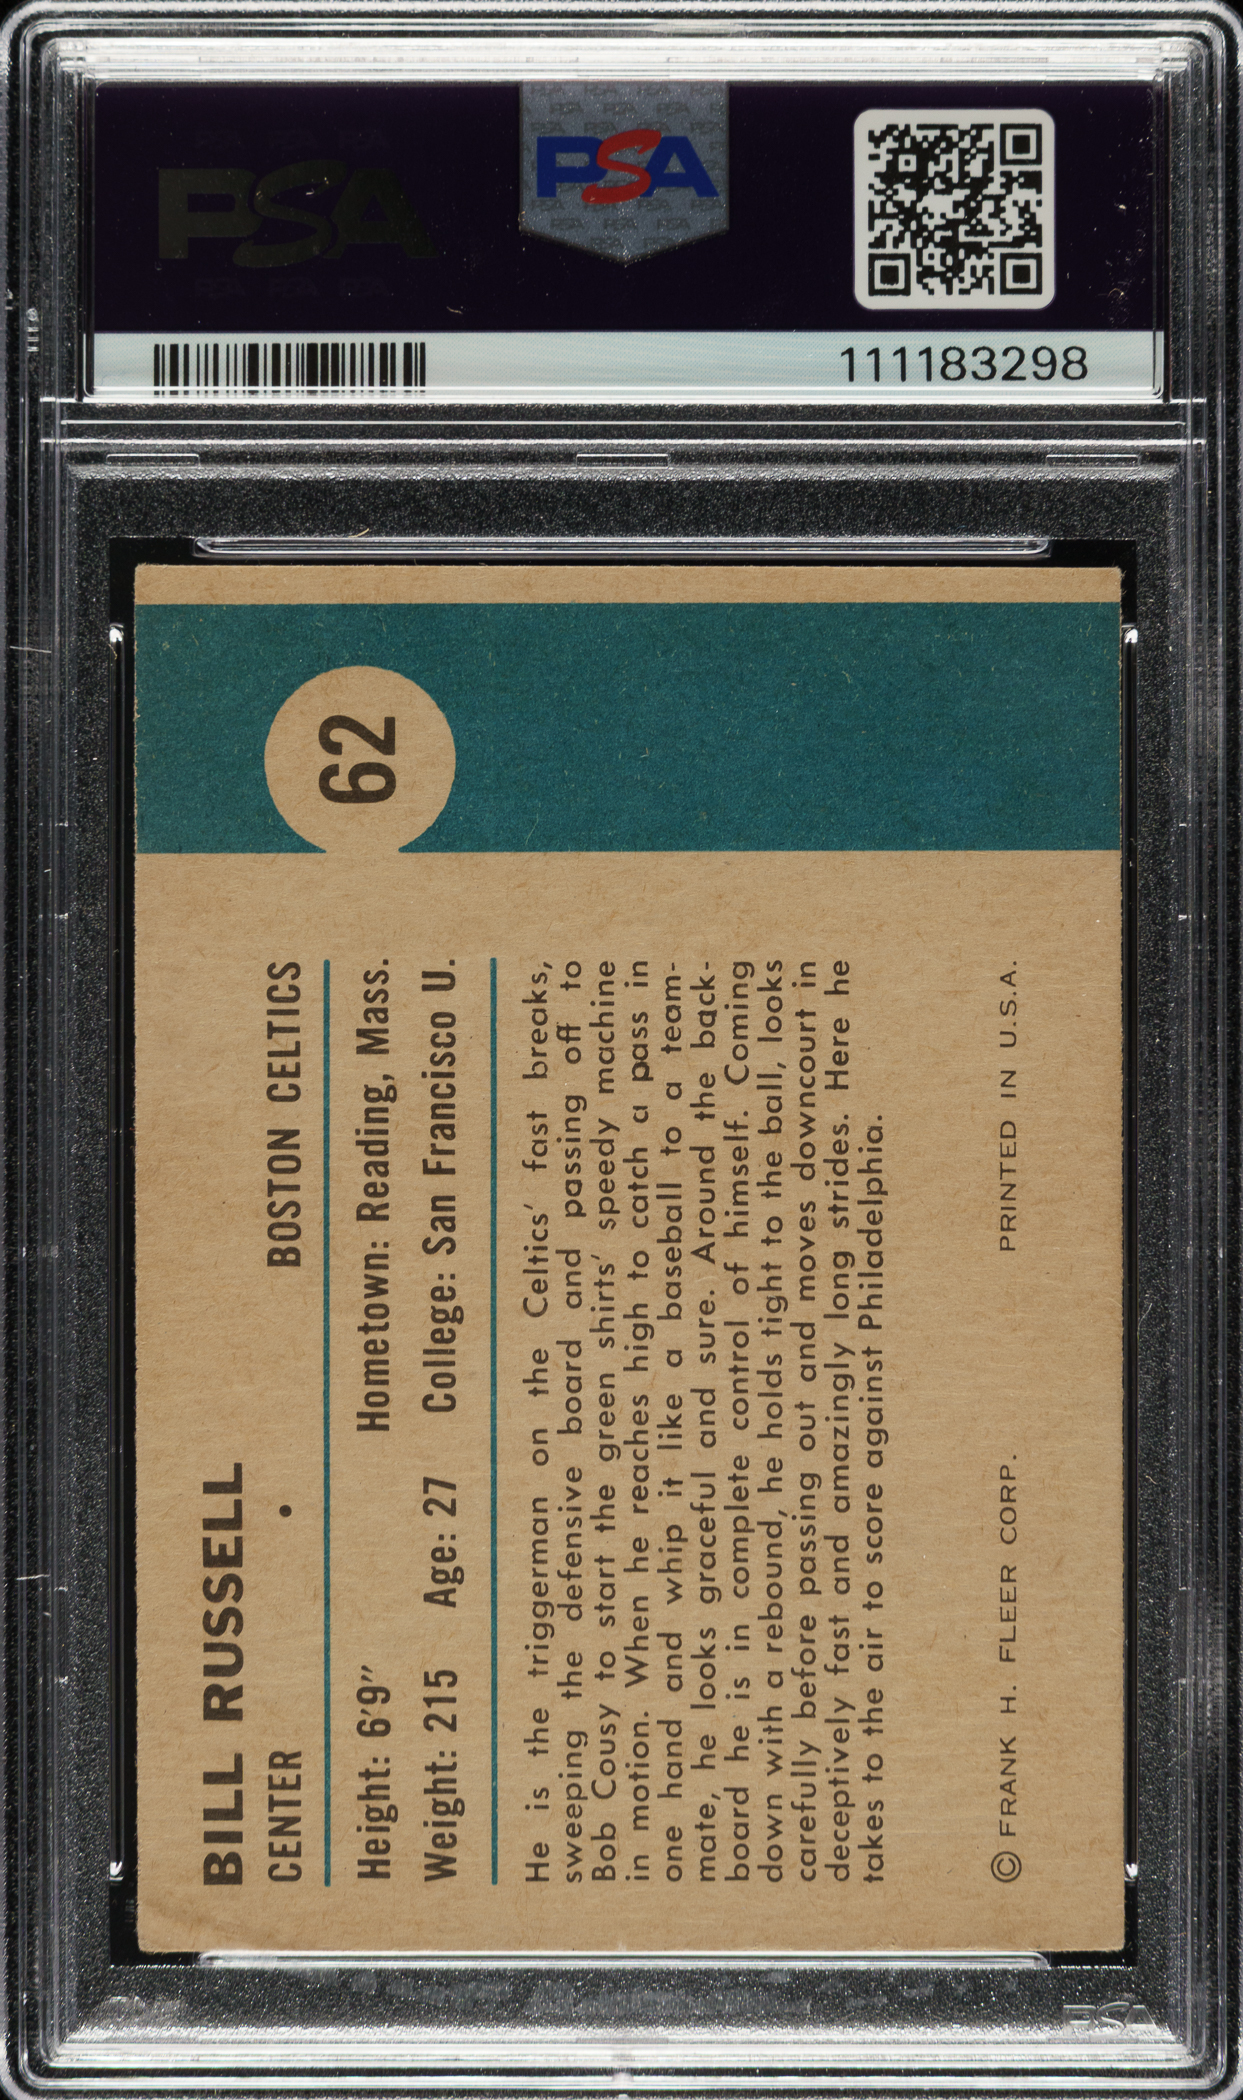 PSA
PSA
111183298
62
BILL RUSSELL
CENTER • BOSTON CELTICS
Height: 6'9" Hometown: Reading, Mass.
Weight: 215 Age: 27 College: San Francisco U.
He is the triggerman on the Celtics' fast breaks,
sweeping the defensive board and passing off to
Bob Cousy to start the green shirts' speedy machine
in motion. When he reaches high to catch a pass in
one hand and whip it like a baseball to a team-
mate, he looks graceful and sure. Around the back-
board he is in complete control of himself. Coming
down with a rebound, he holds tight to the ball, looks
carefully before passing out and moves downcourt in
deceptively fast and amazingly long strides. Here he
takes to the air to score against Philadelphia.
© FRANK H. FLEER CORP. PRINTED IN U.S.A.
PSA